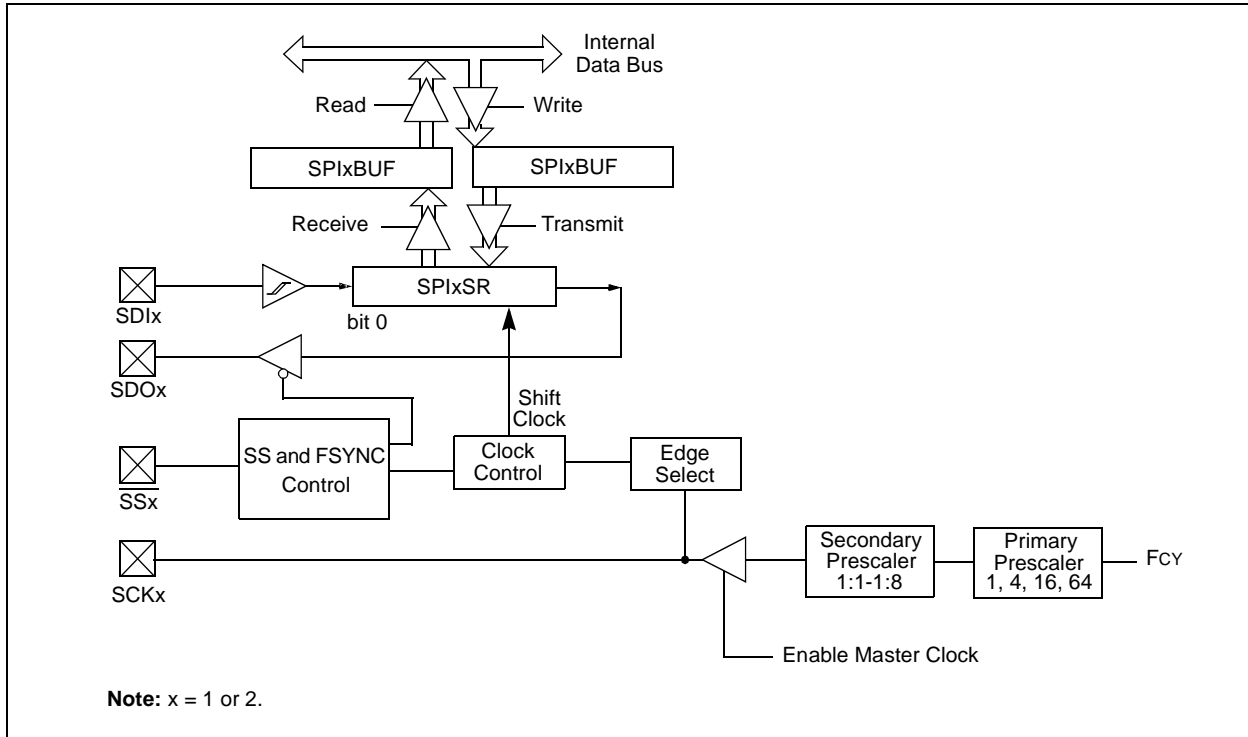 Internal
Data Bus
Read
Write
SPIxBUF
SPIxBUF
Receive
Transmit
SPIxSR
SDIx
bit 0
SDOx
Shift
Clock
SS and FSYNC
Control
Clock
Control
Edge
Select
SSx
Secondary
Prescaler
1:1-1:8
Primary
Prescaler
1, 4, 16, 64
FCY
SCKx
Enable Master Clock
Note: x = 1 or 2.